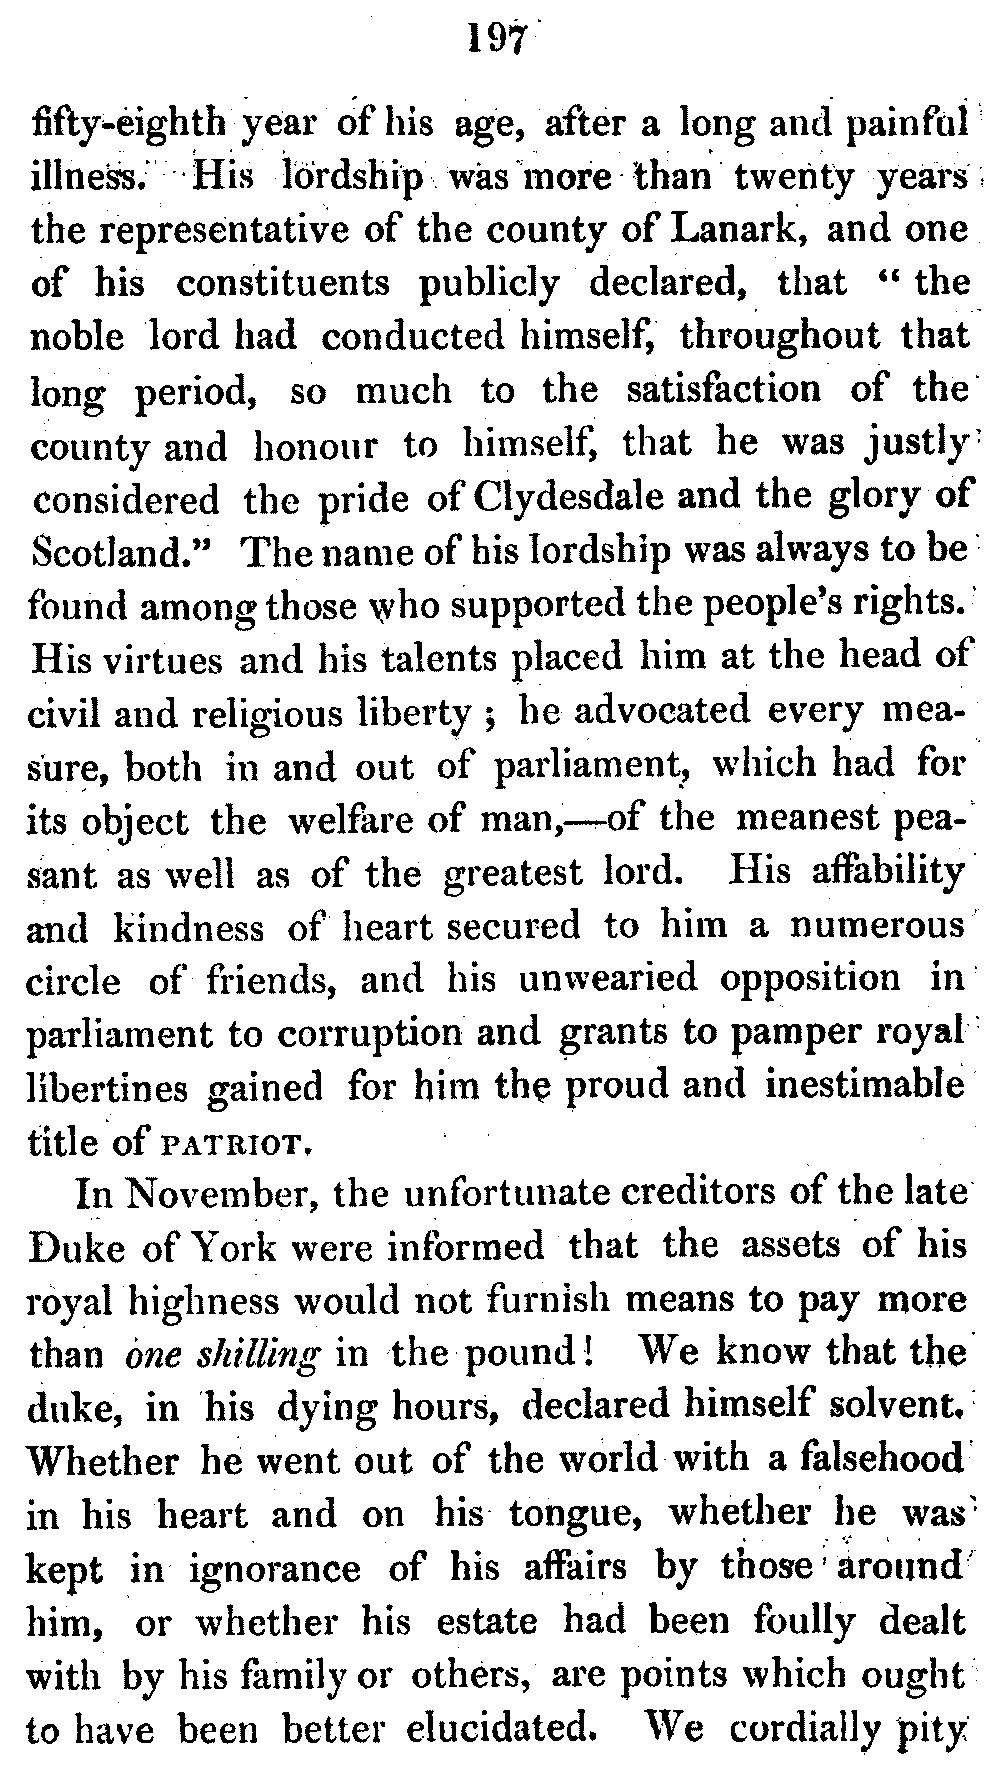 197
fifty-eighth year of his age, after a long and painful
illness. His lordship was more than twenty years
the representative of the county of Lanark, and one
of his constituents publicly declared, that “ the
noble lord had conducted himself, throughout that
long period, so much to the satisfaction of the
county and honour to himself, that he was justly
considered the pride of Clydesdale and the glory of
Scotland.” The name of his lordship was always to be
found among those who supported the people’s rights.
His virtues and his talents placed him at the head of
civil and religious liberty ; he advocated every mea-
sure, both in and out of parliament, which had for
its object the welfare of man,—of the meanest pea-
sant as well as of the greatest lord. His affability
and kindness of heart secured to him a numerous
circle of friends, and his unwearied opposition in
parliament to corruption and grants to pamper royal
libertines gained for him the proud and inestimable
title of PATRIOT.
In November, the unfortunate creditors of the late
Duke of York were informed that the assets of his
royal highness would not furnish means to pay more
than one shilling in the pound! We know that the
duke, in his dying hours, declared himself solvent.
Whether he went out of the world with a falsehood
in his heart and on his tongue, whether he was
kept in ignorance of his affairs by those around
him, or whether his estate had been foully dealt
with by his family or others, are points which ought
to have been better elucidated. We cordially pity